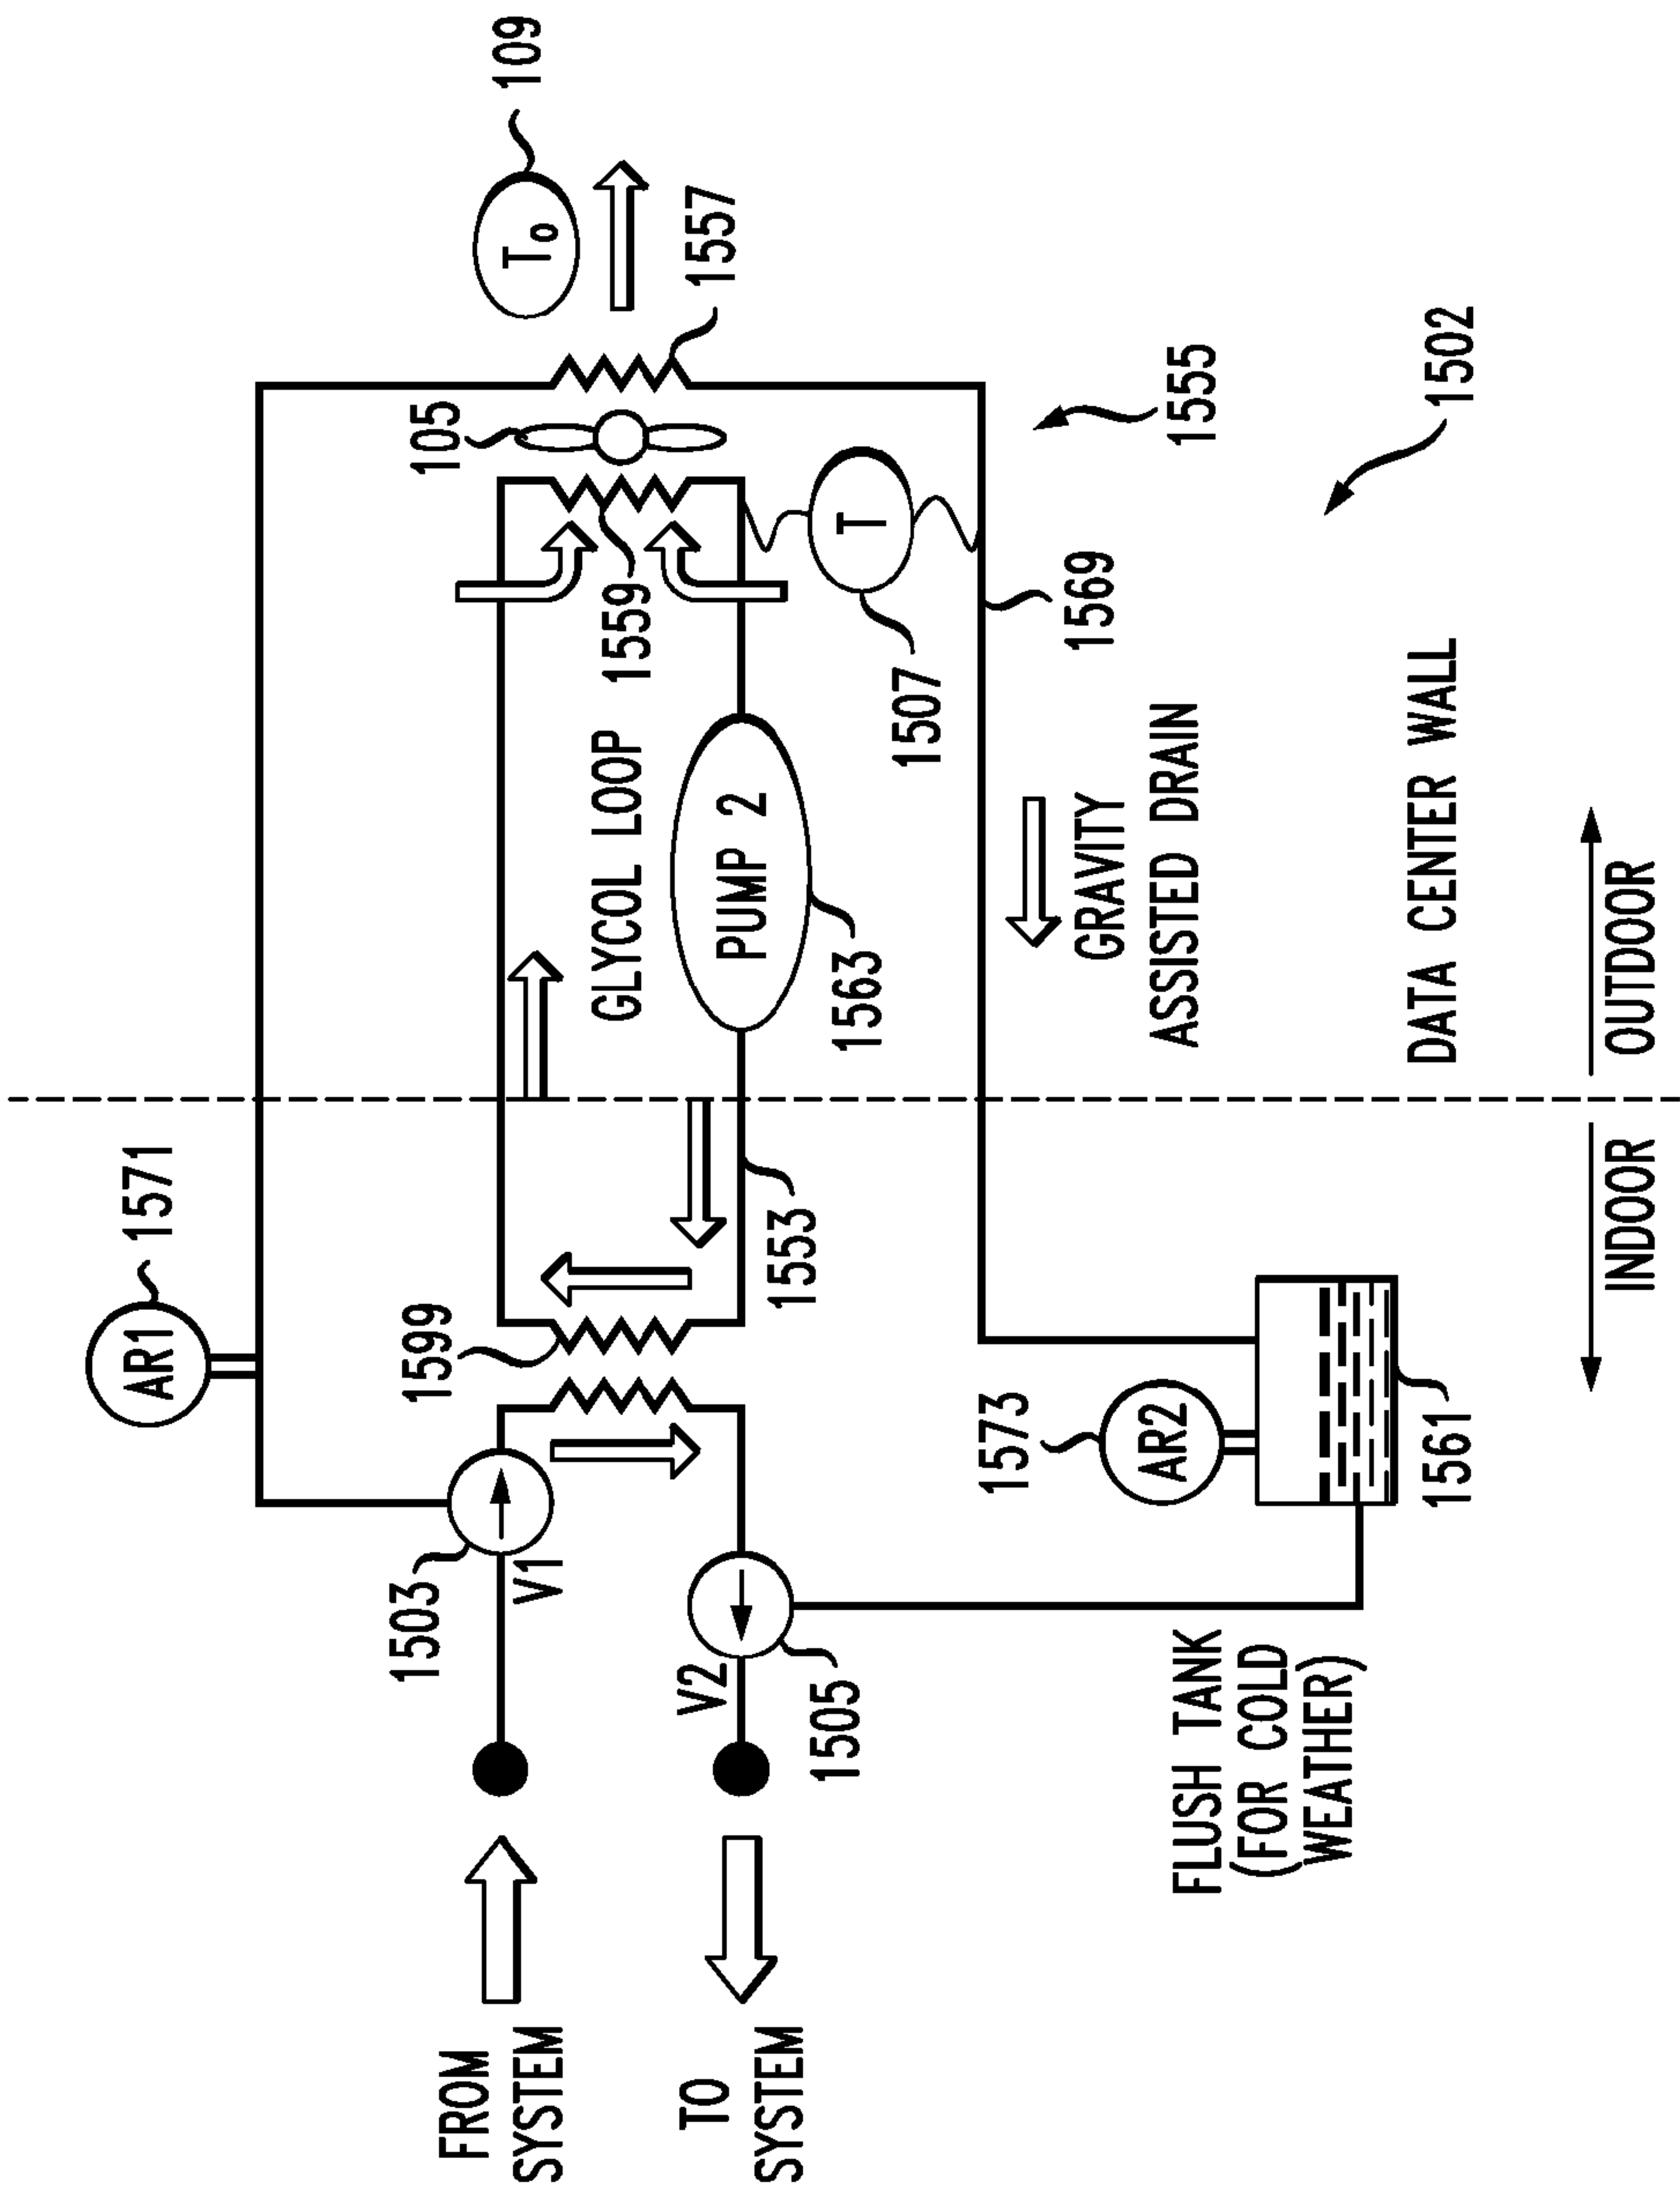 AR1
1571
105
T0
109
1599
GLYCOL LOOP
1559
1557
1503
V1
FROM
SYSTEM
TO
SYSTEM
V2
1505
1553
PUMP 2
1563
T
1507
1569
GRAVITY
ASSISTED DRAIN
1555
1573
AR2
FLUSH TANK
(FOR COLD
WEATHER)
1561
DATA CENTER WALL
1502
INDOOR
OUTDOOR